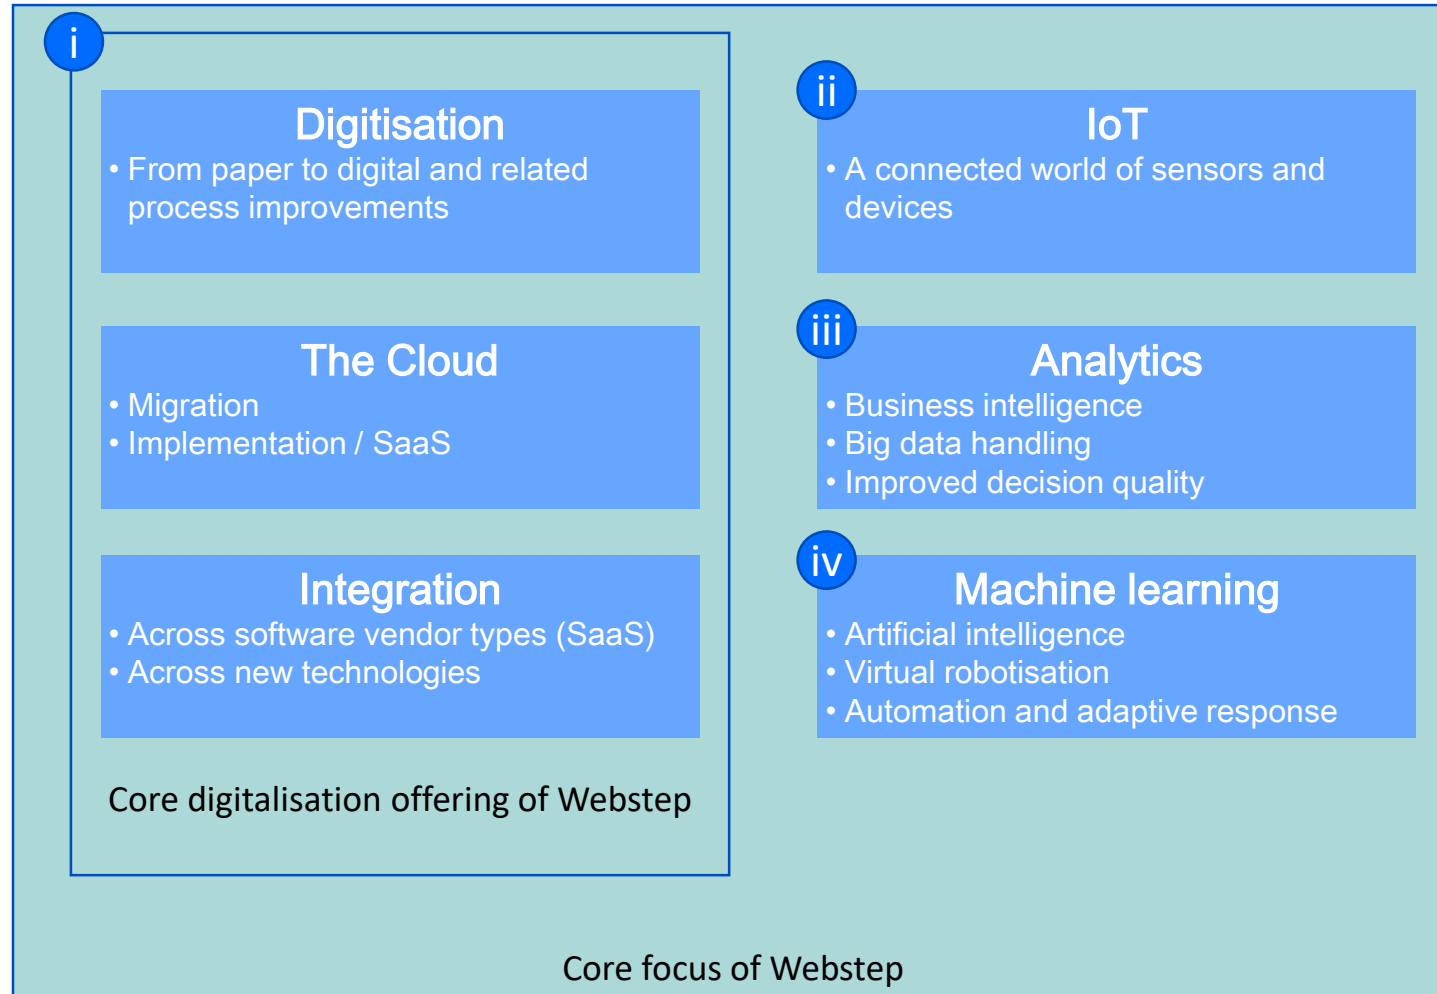 i
Digitisation
• From paper to digital and related
process improvements
The Cloud
• Migration
• Implementation / SaaS
Integration
• Across software vendor types (SaaS)
• Across new technologies
Core digitalisation offering of Webstep
ii
IoT
• A connected world of sensors and
devices
iii
Analytics
• Business intelligence
• Big data handling
• Improved decision quality
iv
Machine learning
• Artificial intelligence
• Virtual robotisation
• Automation and adaptive response
Core focus of Webstep